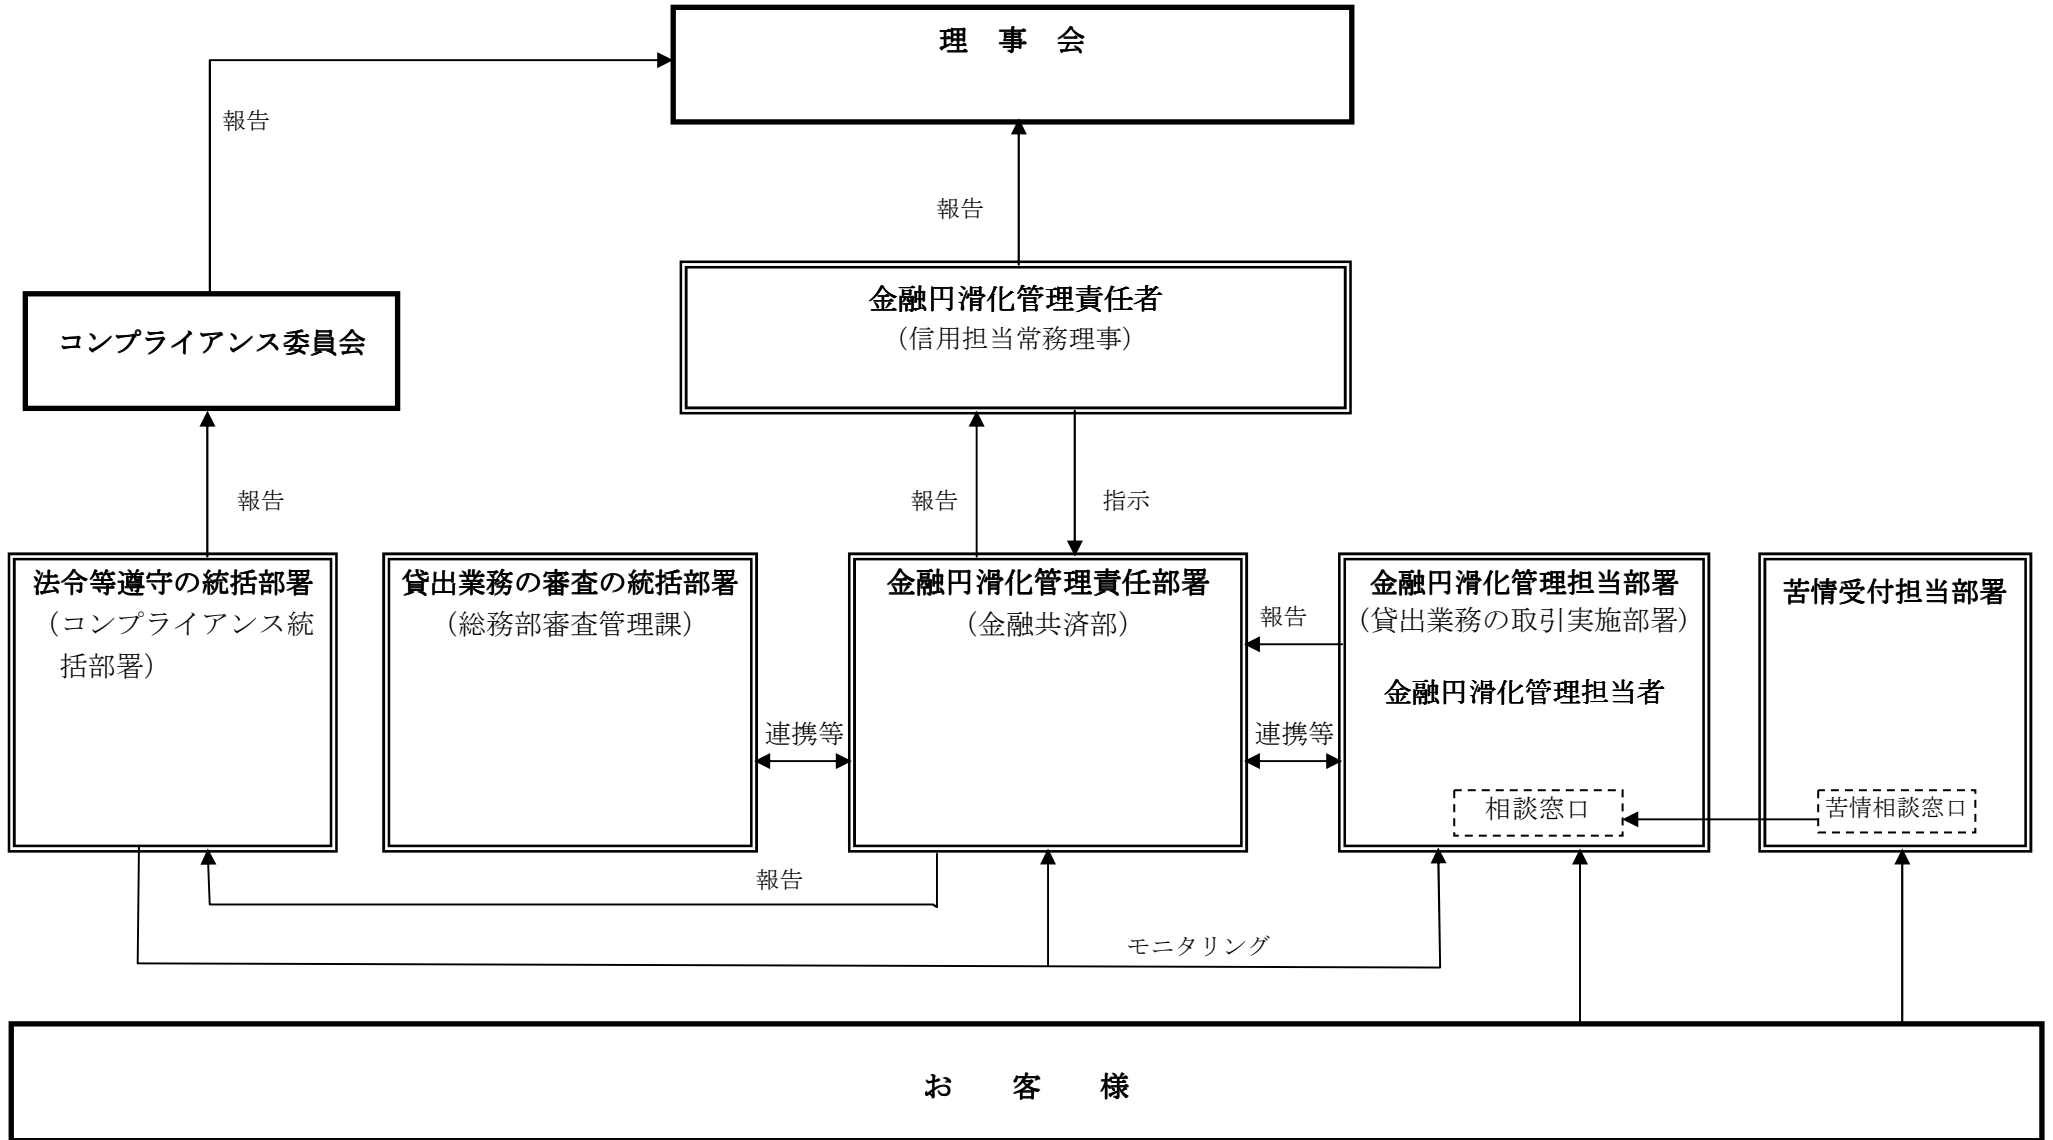 理　事　会
報告
報告
金融円滑化管理責任者
（信用担当常務理事）
コンプライアンス委員会
報告
報告
指示
法令等遵守の統括部署
（コンプライアンス統
括部署）
貸出業務の審査の統括部署
（総務部審査管理課）
金融円滑化管理責任部署
（金融共済部）
報告
金融円滑化管理担当部署
（貸出業務の取引実施部署）
金融円滑化管理担当者
苦情受付担当部署
連携等
連携等
相談窓口
苦情相談窓口
報告
モニタリング
お　客　様